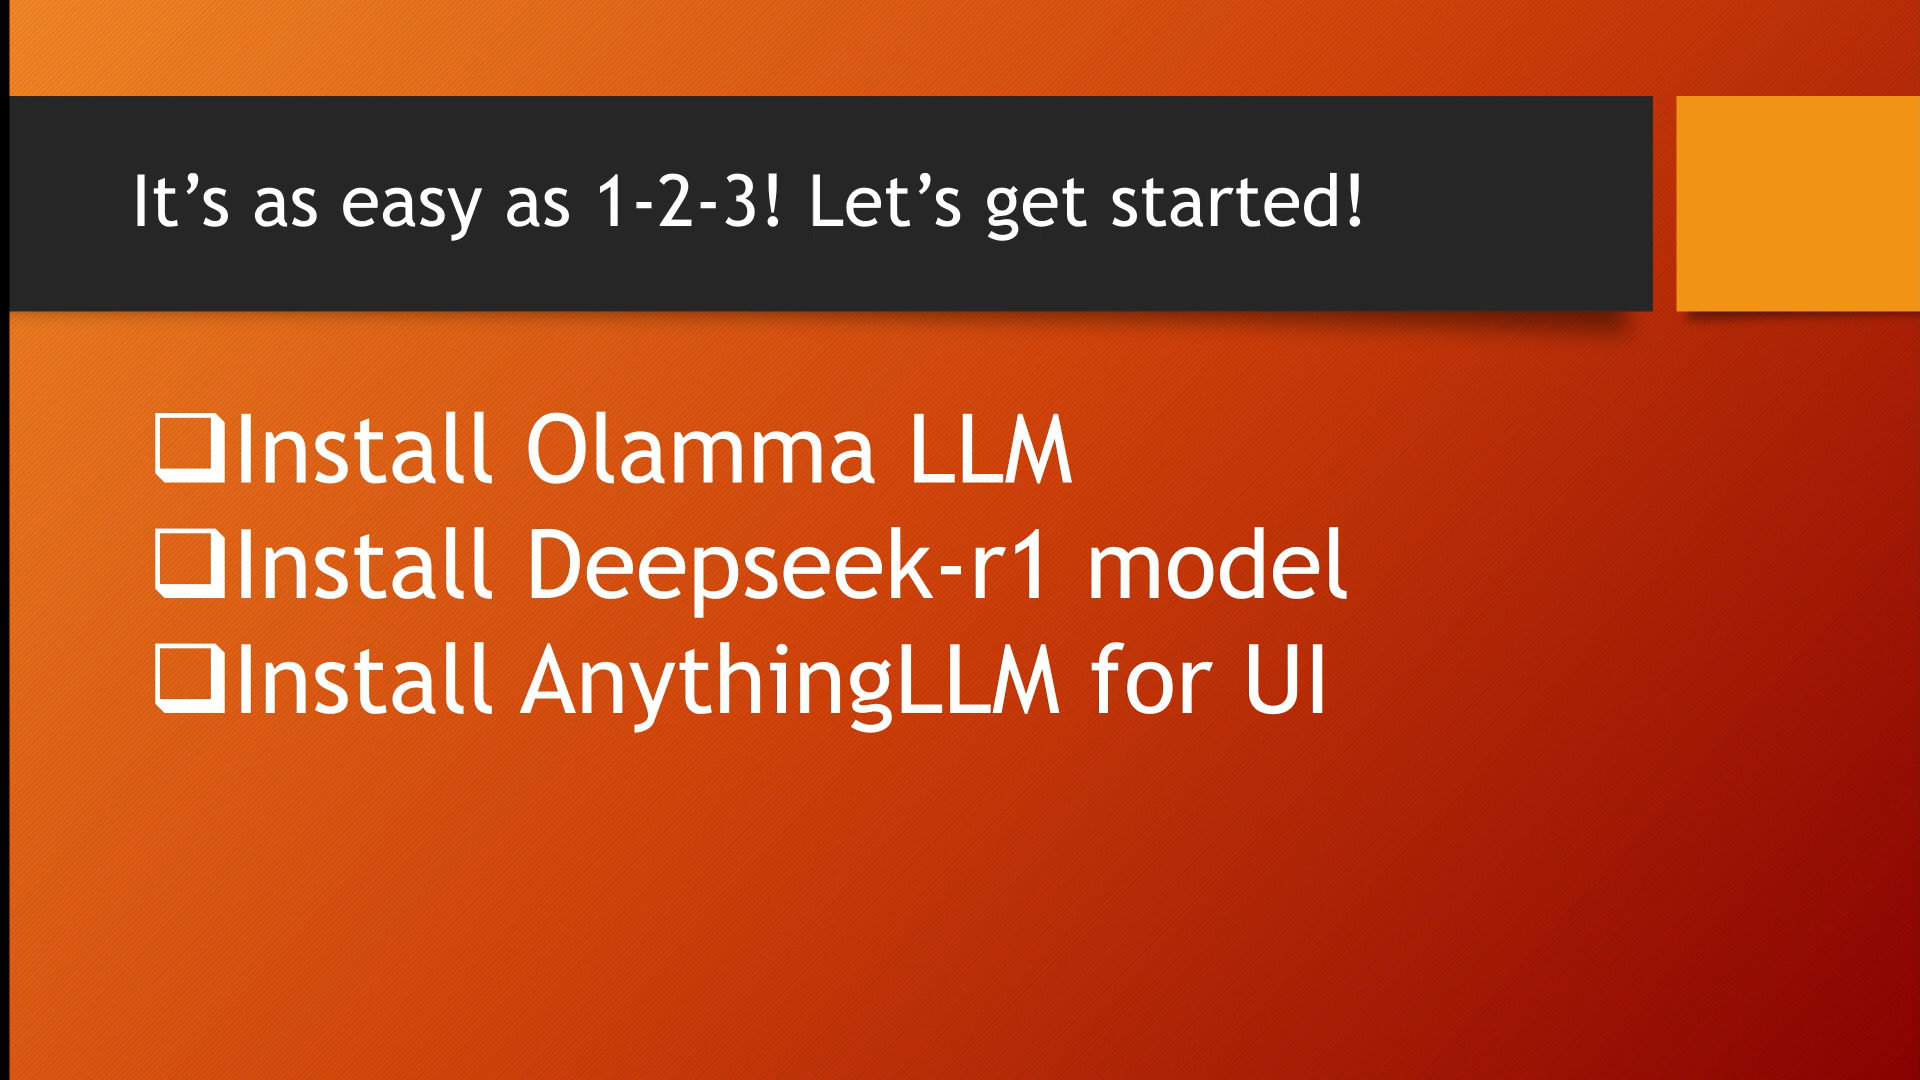 It’s as easy as 1-2-3! Let’s get started!
Install Olamma LLM
Install Deepseek-r1 model
Install AnythingLLM for UI